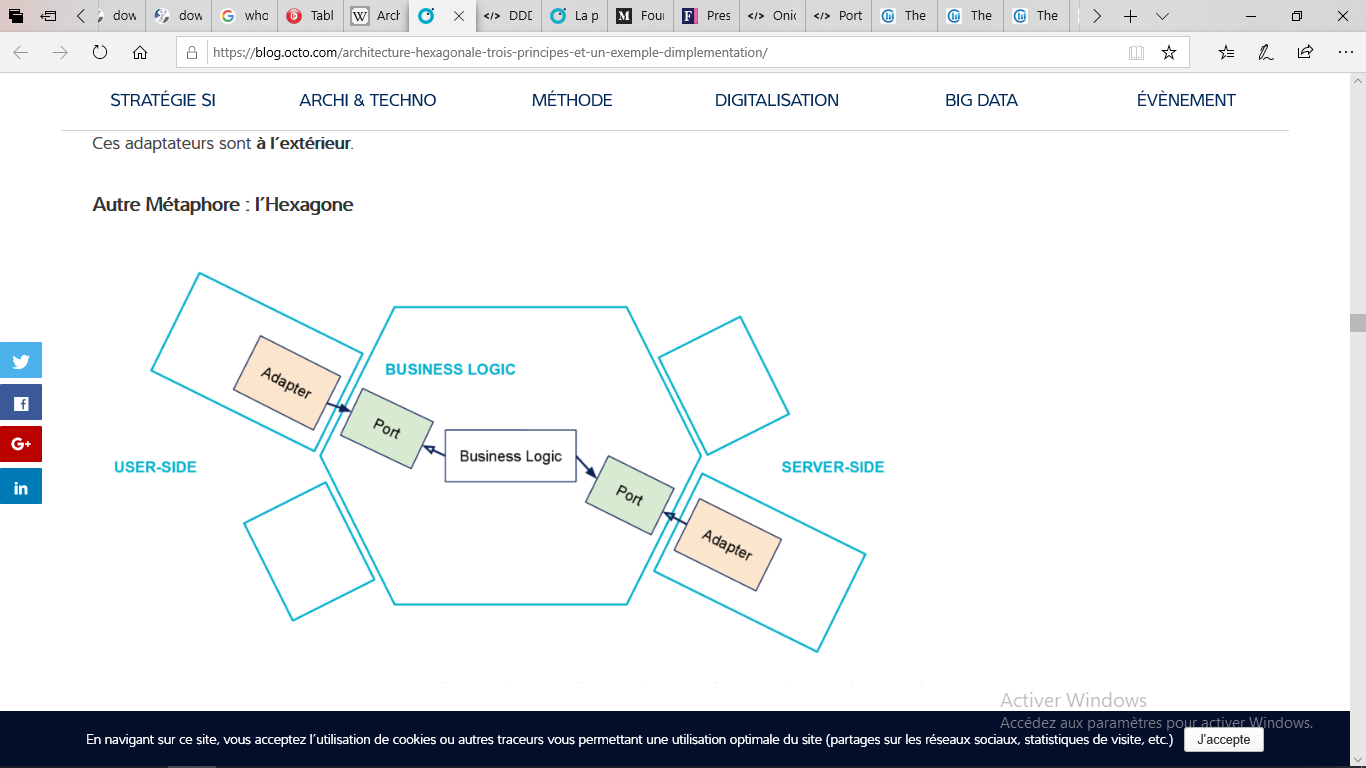 dow
dow
who
Tabl
W Arch
</> DDD
La p
M Four
F Pres
</> Onic
</> Port
The
The
The
https://blog.octo.com/architecture-hexagonale-trois-principes-et-un-exemple-dimplementation/
STRATÉGIE SI ARCHI & TECHNO MÉTHODE DIGITALISATION BIG DATA ÉVÈNEMENT
Ces adaptateurs sont à l'extérieur.
Autre Métaphore : l'Hexagone
BUSINESS LOGIC
Adapter
Port
Business Logic
USER-SIDE
SERVER-SIDE
Port
Adapter
G+
in
Activer Windows
Accédez aux paramètres pour activer Windows.
En navigant sur ce site, vous acceptez l'utilisation de cookies ou autres traceurs vous permettant une utilisation optimale du site (partages sur les réseaux sociaux, statistiques de visite, etc.) J'accepte